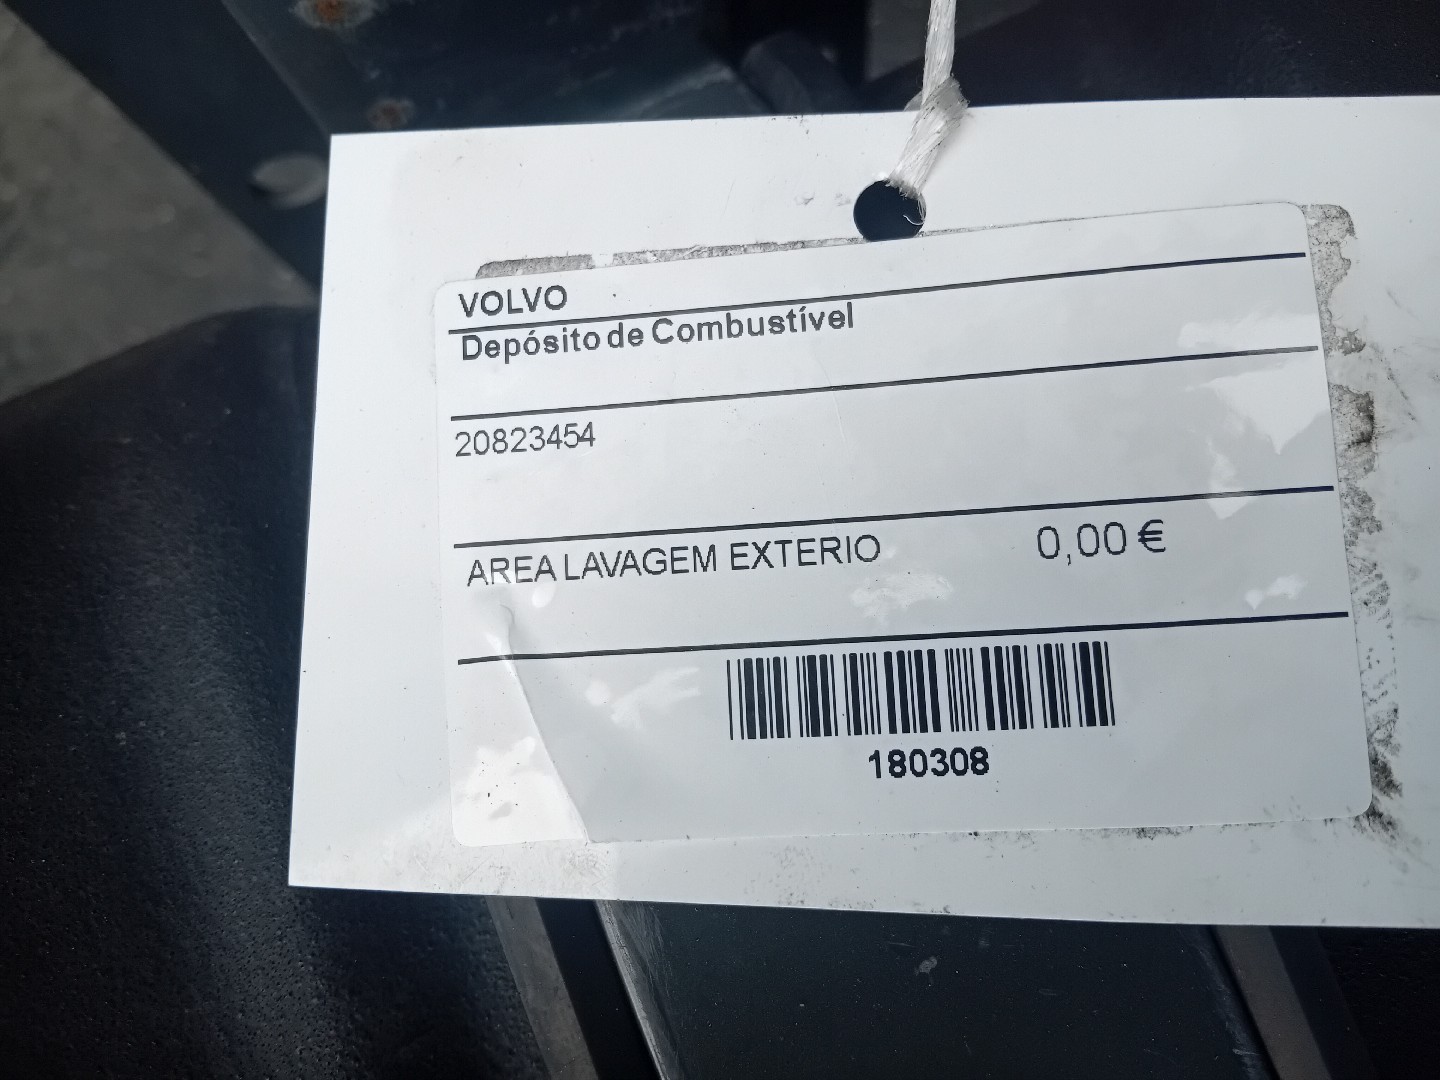 VOLVO
Depósito de Combustível
20823454
AREA LAVAGEM EXTERIO 0,00 €
180308